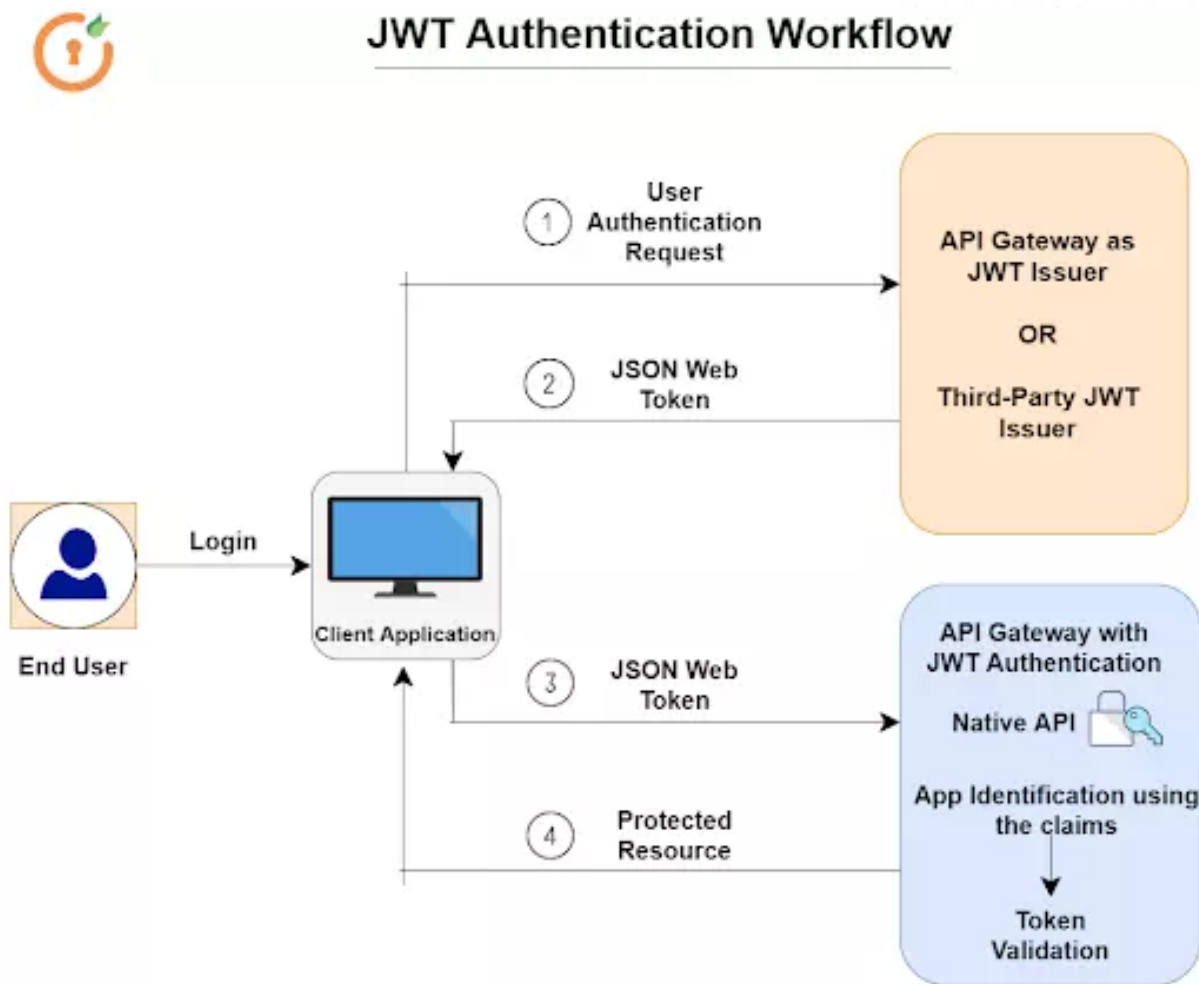 JWT Authentication Workflow
1
User
Authentication
Request
API Gateway as
JWT Issuer
OR
Third-Party JWT
Issuer
2
JSON Web
Token
Login
End User
Client Application
3
JSON Web
Token
4
Protected
Resource
API Gateway with
JWT Authentication
Native API
App Identification using
the claims
Token
Validation